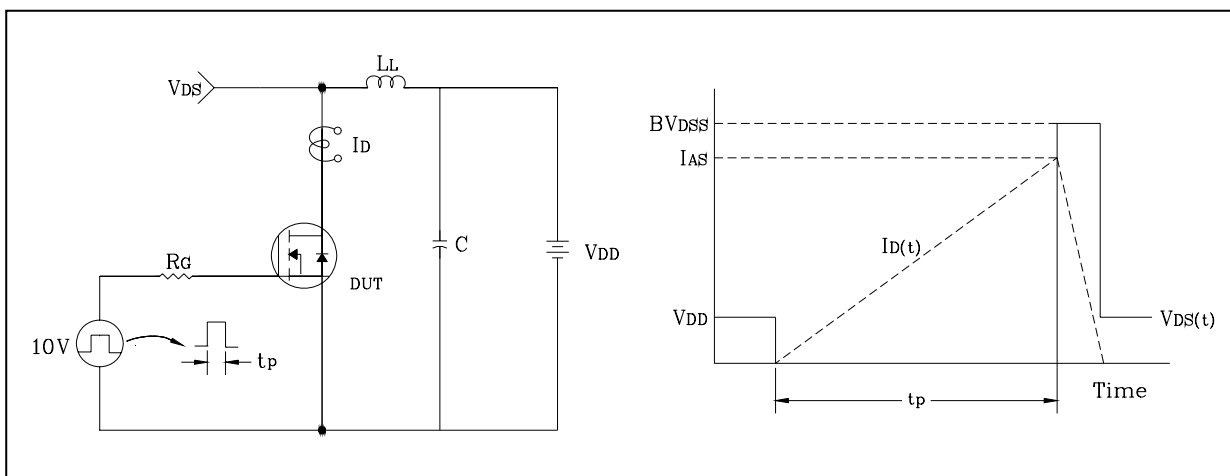 LL
VDS
ID
RG
C
VDD
DUT
10V
tp
BVDSS
IAS
ID(t)
VDD
VDS(t)
Time
tp